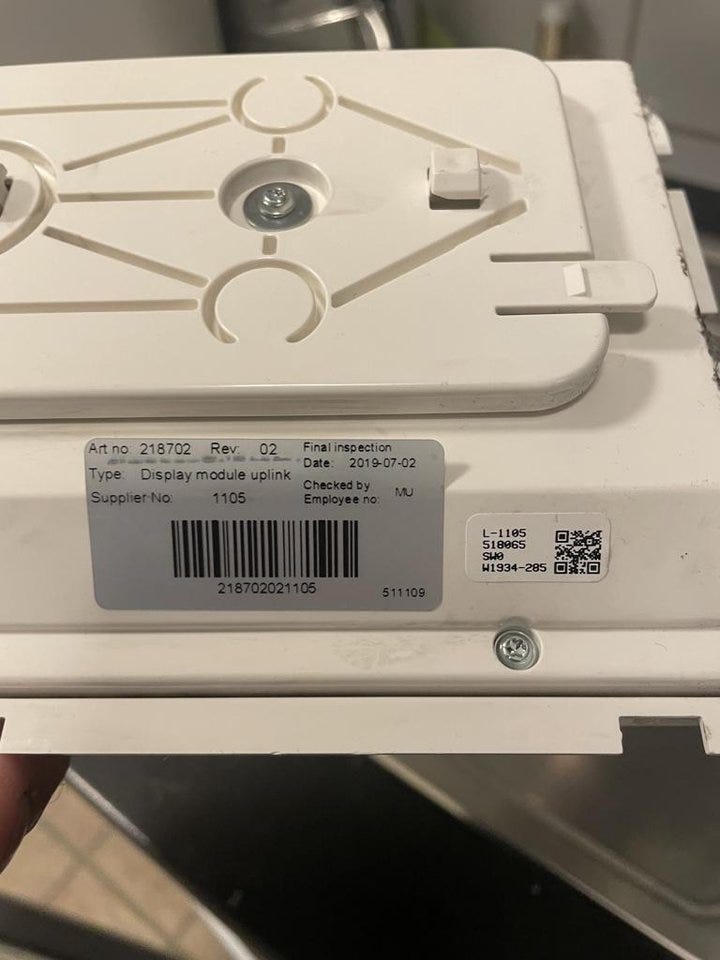 Art no: 218702 Rev: 02
Type: Display module uplink
Supplier No: 1105
Final inspection
Date: 2019-07-02
Checked by
Employee no: MU
218702021105
511109
L-1105
518065
SW0
W1934-285